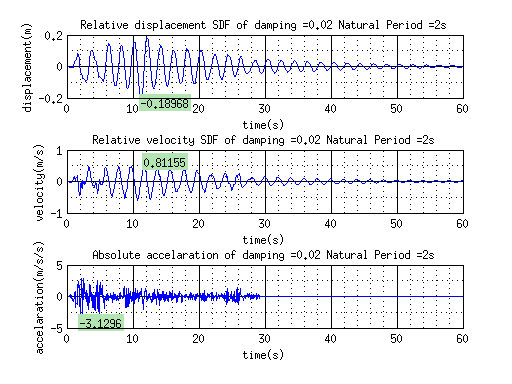 Relative displacement SDF of damping =0.02 Natural Period =2s
displacement(m)
0.2
0
-0.2
-0.18968
0 10 20 30 40 50 60
time(s)
Relative velocity SDF of damping =0.02 Natural Period =2s
velocity(m/s)
1
0
-1
0.81155
0 10 20 30 40 50 60
time(s)
Absolute accelaration of damping =0.02 Natural Period =2s
accelaration(m/s/s)
5
0
-5
-3.1296
0 10 20 30 40 50 60
time(s)